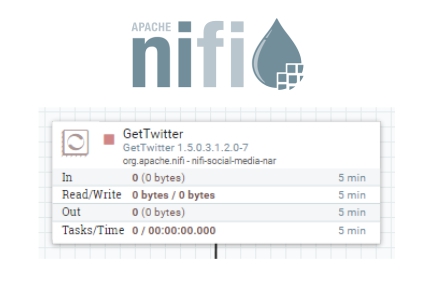 APACHE
nifi
GetTwitter
GetTwitter 1.5.0.3.1.2.0-7
org.apache.nifi - nifi-social-media-nar
In 0 (0 bytes) 5 min
Read/Write 0 bytes / 0 bytes 5 min
Out 0 (0 bytes) 5 min
Tasks/Time 0 / 00:00:00.000 5 min